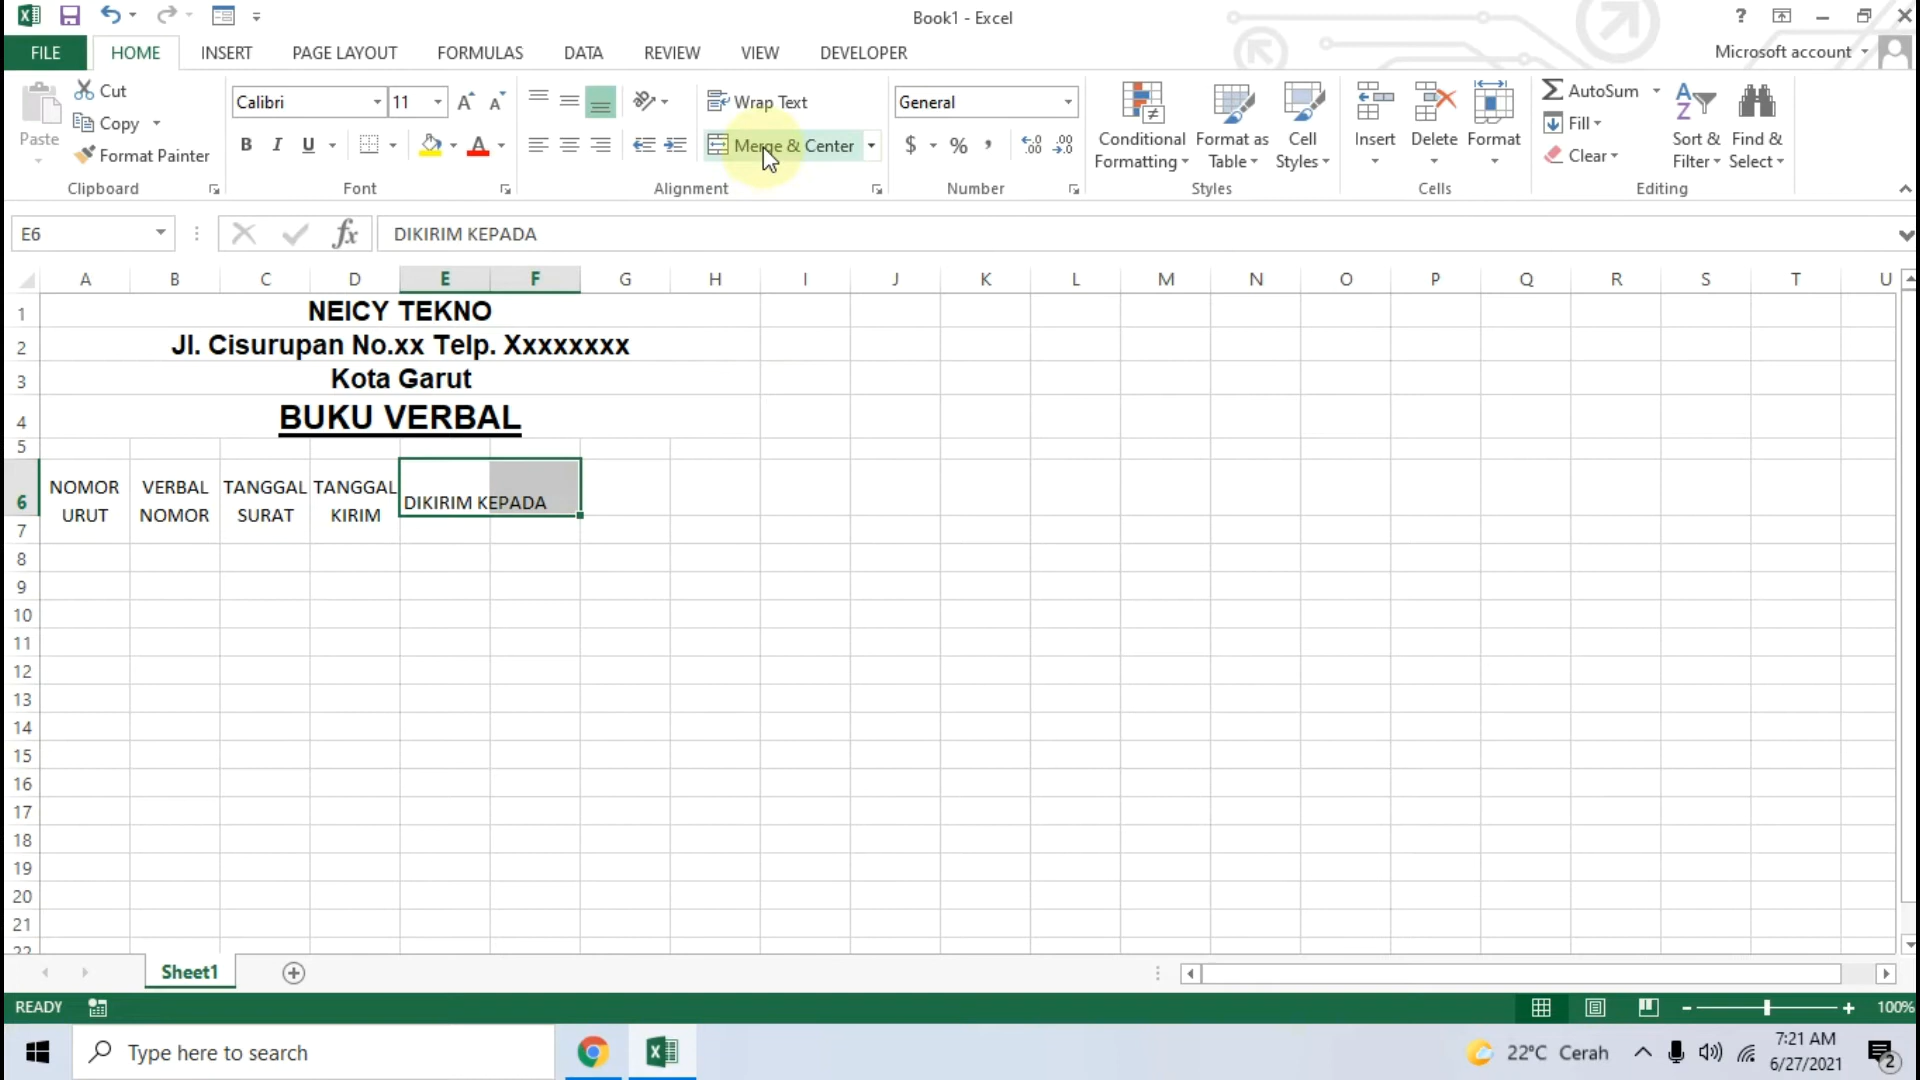 Book1 - Excel
?
FILE HOME INSERT PAGE LAYOUT FORMULAS DATA REVIEW VIEW DEVELOPER Microsoft account
Paste
Cut
Copy
Format Painter
Clipboard
Calibri 11
B I U
Font
Wrap Text
Merge & Center
Alignment
General
$ % ,
Number
Conditional Formatting
Format as Table
Cell Styles
Styles
Insert
Delete
Format
Cells
AutoSum
Fill
Clear
Sort & Filter
Find & Select
Editing
E6 fx DIKIRIM KEPADA
A B C D E F G H I J K L M N O P Q R S T U
1 NEICY TEKNO
2 Jl. Cisurupan No.xx Telp. Xxxxxxxx
3 Kota Garut
4 BUKU VERBAL
5
6 NOMOR VERBAL TANGGAL TANGGAL DIKIRIM KEPADA
URUT NOMOR SURAT KIRIM
7
8
9
10
11
12
13
14
15
16
17
18
19
20
21
22
Sheet1
READY 100%
Type here to search 22°C Cerah 7:21 AM
6/27/2021 2